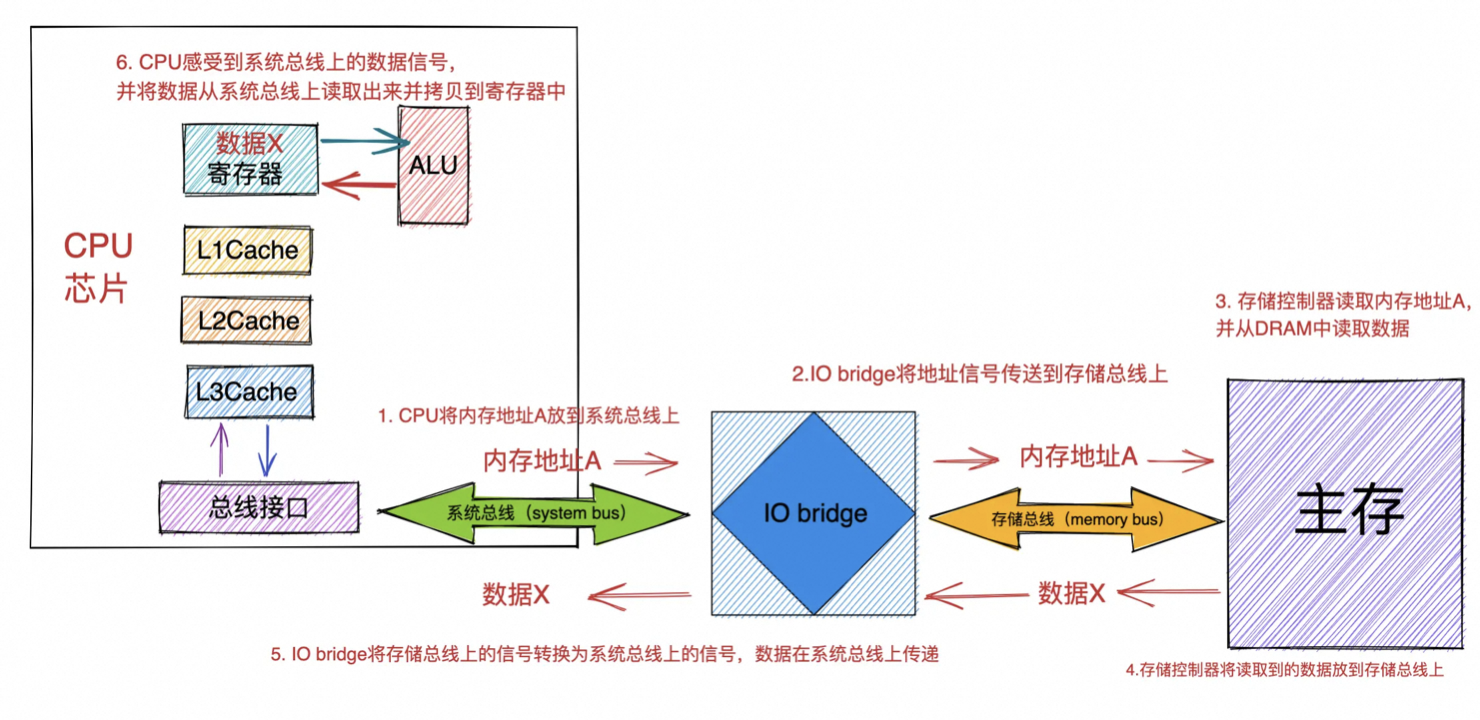 6. CPU感受到系统总线上的数据信号，
并将数据从系统总线上读取出来并拷贝到寄存器中
数据X
寄存器
ALU
CPU
芯片
L1Cache
L2Cache
L3Cache
总线接口
1. CPU将内存地址A放到系统总线上
内存地址A
系统总线（system bus）
数据X
2.IO bridge将地址信号传送到存储总线上
IO bridge
内存地址A
存储总线（memory bus）
数据X
3. 存储控制器读取内存地址A，
并从DRAM中读取数据
主存
4.存储控制器将读取到的数据放到存储总线上
5. IO bridge将存储总线上的信号转换为系统总线上的信号，数据在系统总线上传递